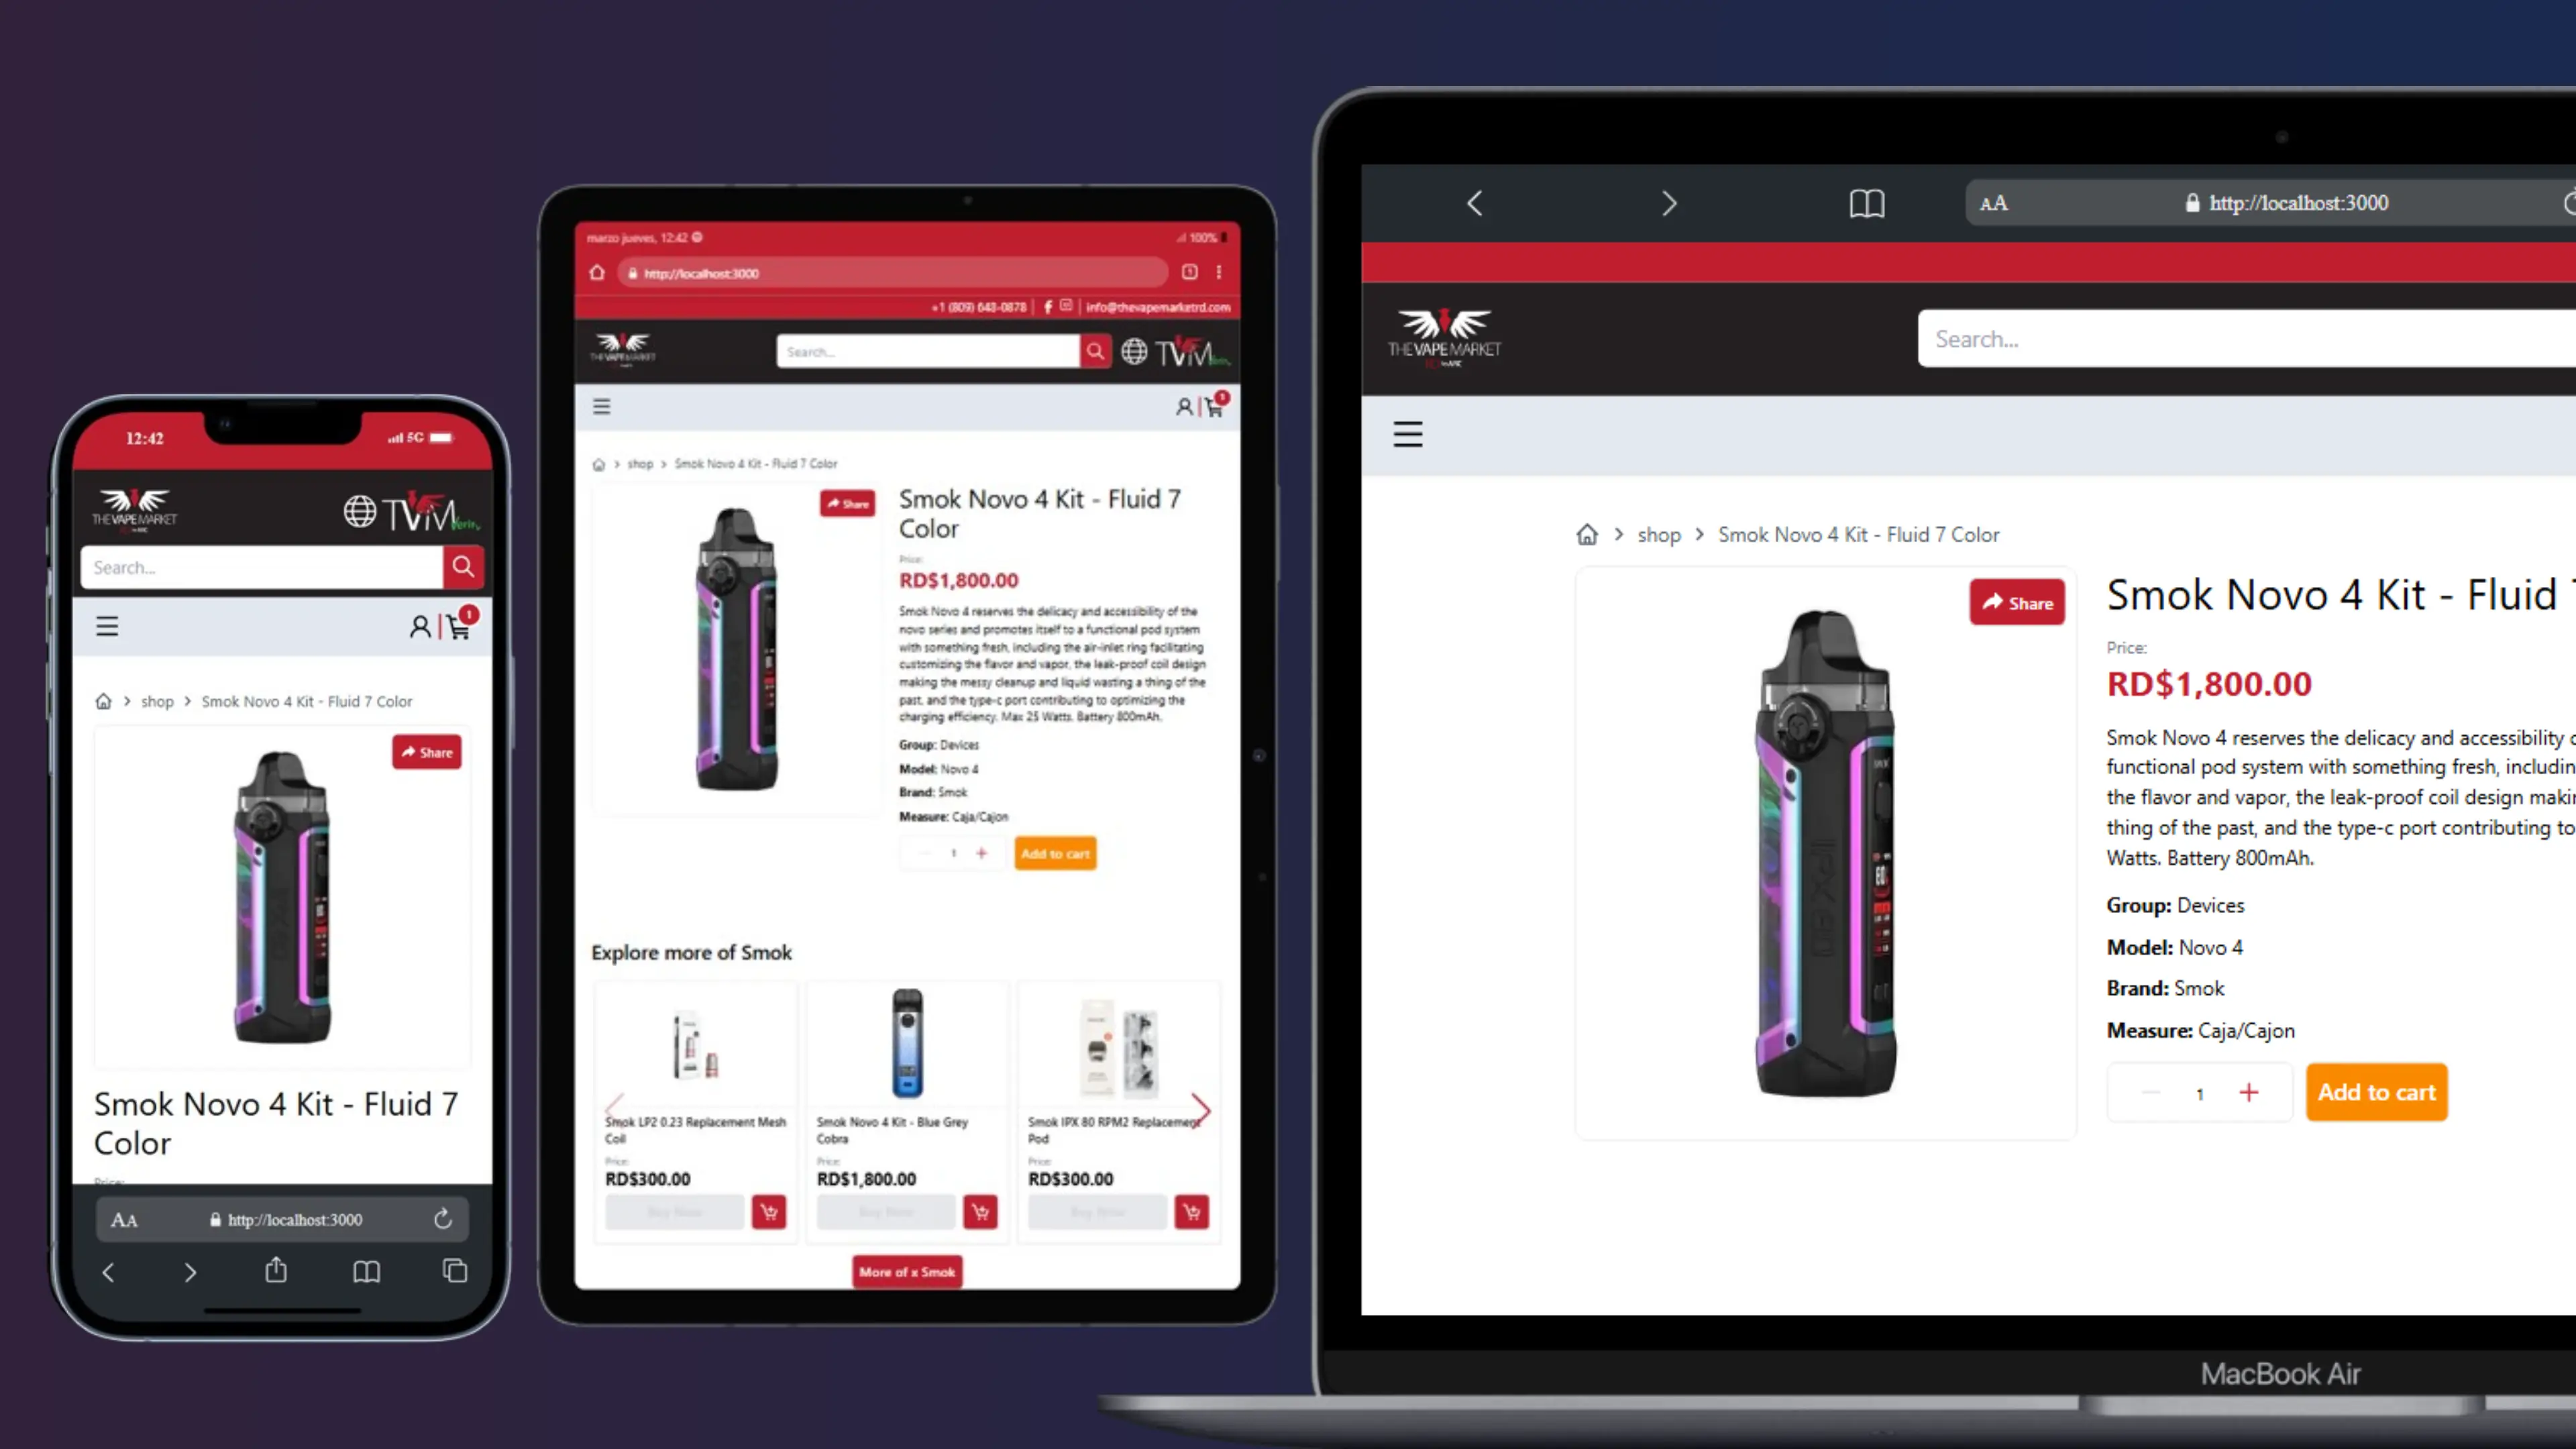 12:42
5G
THE VAPE MARKET
TVM
Search...
1
shop
Smok Novo 4 Kit - Fluid 7 Color
Share
Smok Novo 4 Kit - Fluid 7
Color
Price:
AA
http://localhost:3000
marzo jueves, 12:42
100%
http://localhost:3000
+1 (809) 648-0878
info@thevapemarketrd.com
THE VAPE MARKET
Search...
TVM
1
shop
Smok Novo 4 Kit - Fluid 7 Color
Share
Smok Novo 4 Kit - Fluid 7
Color
Price:
RD$1,800.00
Smok Novo 4 reserves the delicacy and accessibility of the
novo series and promotes itself to a functional pod system
with something fresh, including the air-inlet ring facilitating
customizing the flavor and vapor, the leak-proof coil design
making the messy cleanup and liquid wasting a thing of the
past, and the type-c port contributing to optimizing the
charging efficiency. Max 25 Watts. Battery 800mAh.
Group: Devices
Model: Novo 4
Brand: Smok
Measure: Caja/Cajon
1
Add to cart
Explore more of Smok
Smok LP2 0.23 Replacement Mesh
Coil
Price:
RD$300.00
Buy Now
Smok Novo 4 Kit - Blue Grey
Cobra
Price:
RD$1,800.00
Buy Now
Smok IPX 80 RPM2 Replacement
Pod
Price:
RD$300.00
Buy Now
More of x Smok
AA
http://localhost:3000
THE VAPE MARKET
Search...
shop
Smok Novo 4 Kit - Fluid 7 Color
Share
IPX 80
Smok Novo 4 Kit - Fluid
Price:
RD$1,800.00
Smok Novo 4 reserves the delicacy and accessibility
functional pod system with something fresh, includin
the flavor and vapor, the leak-proof coil design makin
thing of the past, and the type-c port contributing to
Watts. Battery 800mAh.
Group: Devices
Model: Novo 4
Brand: Smok
Measure: Caja/Cajon
1
Add to cart
MacBook Air